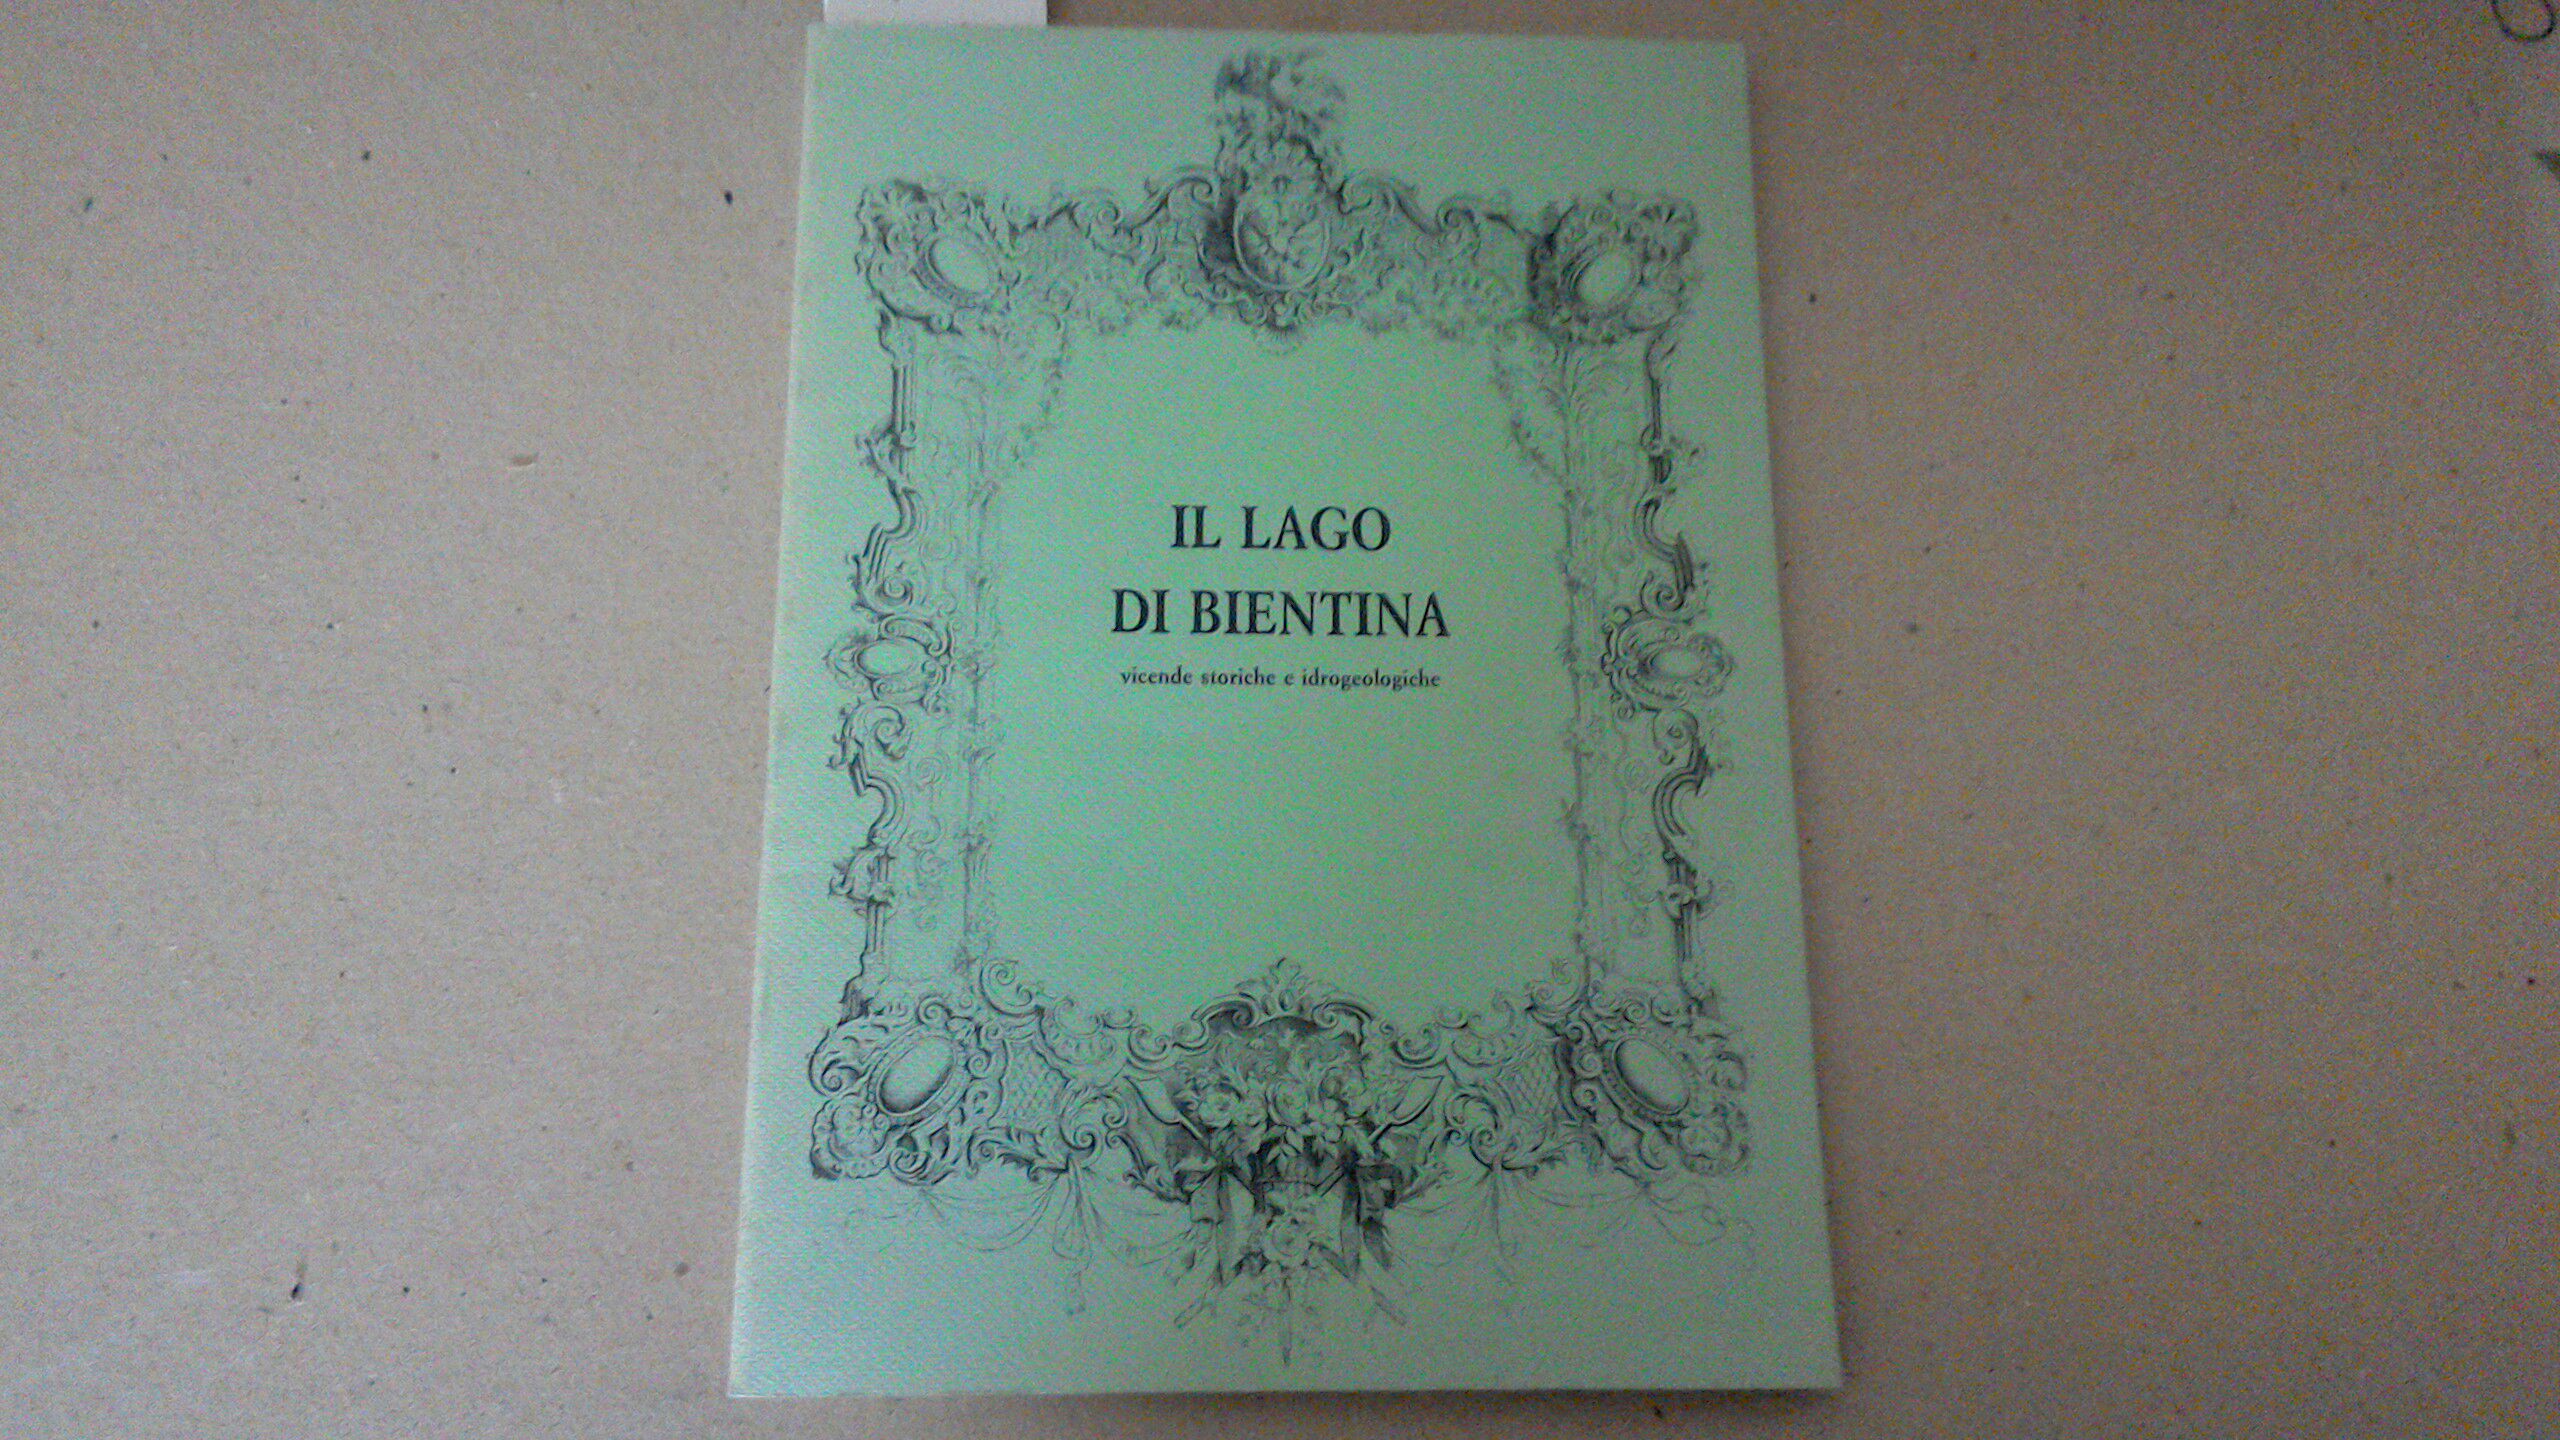 IL LAGO
DI BIENTINA
vicende storiche e idrogeologiche